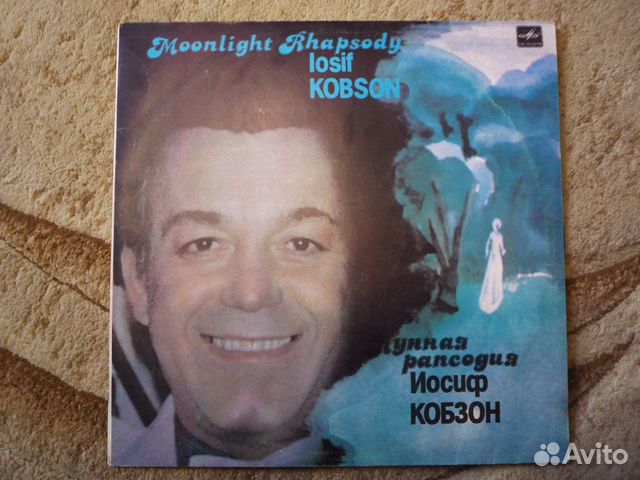 Moonlight Rhapsody
Iosif
KOBSON
Лунная
рапсодия
Иосиф
КОБЗОН
Avito